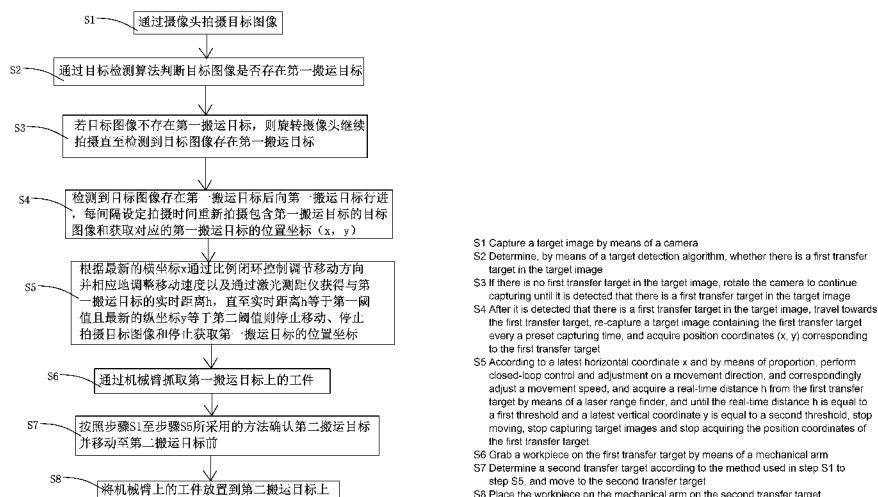 S1
通过摄像头拍摄目标图像
S2
通过目标检测算法判断目标图像是否存在第一搬运目标
S3
若目标图像不存在第一搬运目标，则旋转摄像头继续
拍摄直至检测到目标图像存在第一搬运目标
S4
检测到目标图像存在第一搬运目标后向第一搬运目标行进
，每间隔设定拍摄时间重新拍摄包含第一搬运目标的目标
图像和获取对应的第一搬运目标的位置坐标（x，y）
S5
根据最新的横坐标x通过比例闭环控制调节移动方向
并相应地调整移动速度以及通过激光测距仪获得与第
一搬运目标的实时距离h，直至实时距离h等于第一阈
值且最新的纵坐标y等于第二阈值则停止移动、停止
拍摄目标图像和停止获取第一搬运目标的位置坐标
S6
通过机械臂抓取第一搬运目标上的工件
S7
按照步骤S1至步骤S5所采用的方法确认第二搬运目标
并移动至第二搬运目标前
S8
将机械臂上的工件放置到第二搬运目标上
S1 Capture a target image by means of a camera
S2 Determine, by means of a target detection algorithm, whether there is a first transfer
target in the target image
S3 If there is no first transfer target in the target image, rotate the camera to continue
capturing until it is detected that there is a first transfer target in the target image
S4 After it is detected that there is a first transfer target in the target image, travel towards
the first transfer target, re-capture a target image containing the first transfer target
every a preset capturing time, and acquire position coordinates (x, y) corresponding
to the first transfer target
S5 According to a latest horizontal coordinate x and by means of proportion, perform
closed-loop control and adjustment on a movement direction, and correspondingly
adjust a movement speed, and acquire a real-time distance h from the first transfer
target by means of a laser range finder, and until the real-time distance h is equal to
a first threshold and a latest vertical coordinate y is equal to a second threshold, stop
moving, stop capturing target images and stop acquiring the position coordinates of
the first transfer target
S6 Grab a workpiece on the first transfer target by means of a mechanical arm
S7 Determine a second transfer target according to the method used in step S1 to
step S5, and move to the second transfer target
S8 Place the workpiece on the mechanical arm on the second transfer target